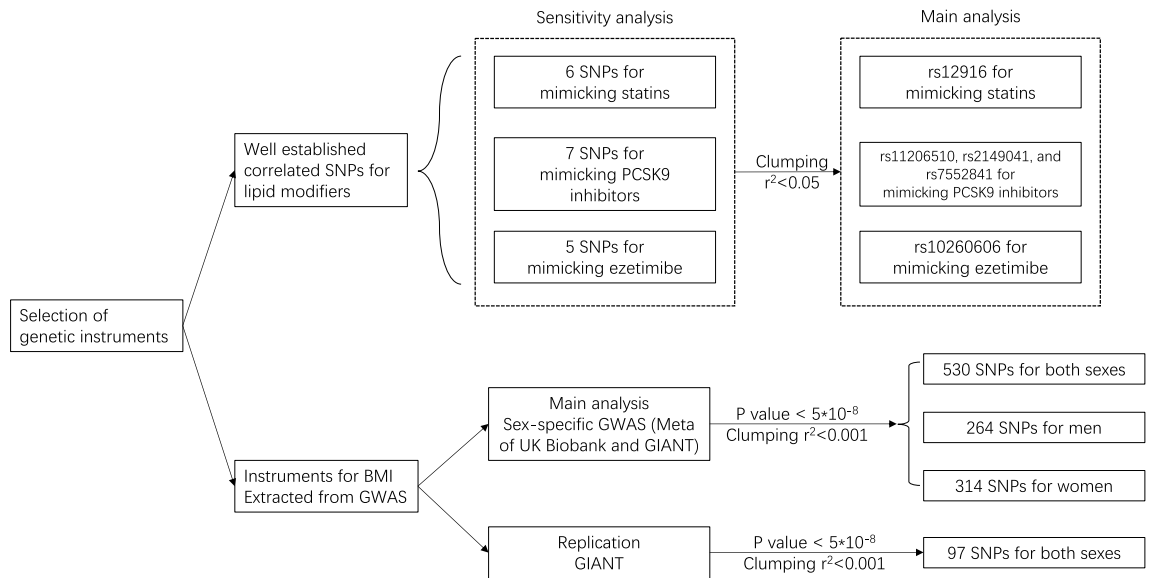 Sensitivity analysis
Main analysis
6 SNPs for
mimicking statins
7 SNPs for
mimicking PCSK9
inhibitors
5 SNPs for
mimicking ezetimibe
Clumping
r²<0.05
rs12916 for
mimicking statins
rs11206510, rs2149041, and
rs7552841 for
mimicking PCSK9 inhibitors
rs10260606 for
mimicking ezetimibe
Well established
correlated SNPs for
lipid modifiers
Selection of
genetic instruments
Instruments for BMI
Extracted from GWAS
Main analysis
Sex-specific GWAS (Meta
of UK Biobank and GIANT)
P value < 5*10⁻⁸
Clumping r²<0.001
530 SNPs for both sexes
264 SNPs for men
314 SNPs for women
Replication
GIANT
P value < 5*10⁻⁸
Clumping r²<0.001
97 SNPs for both sexes